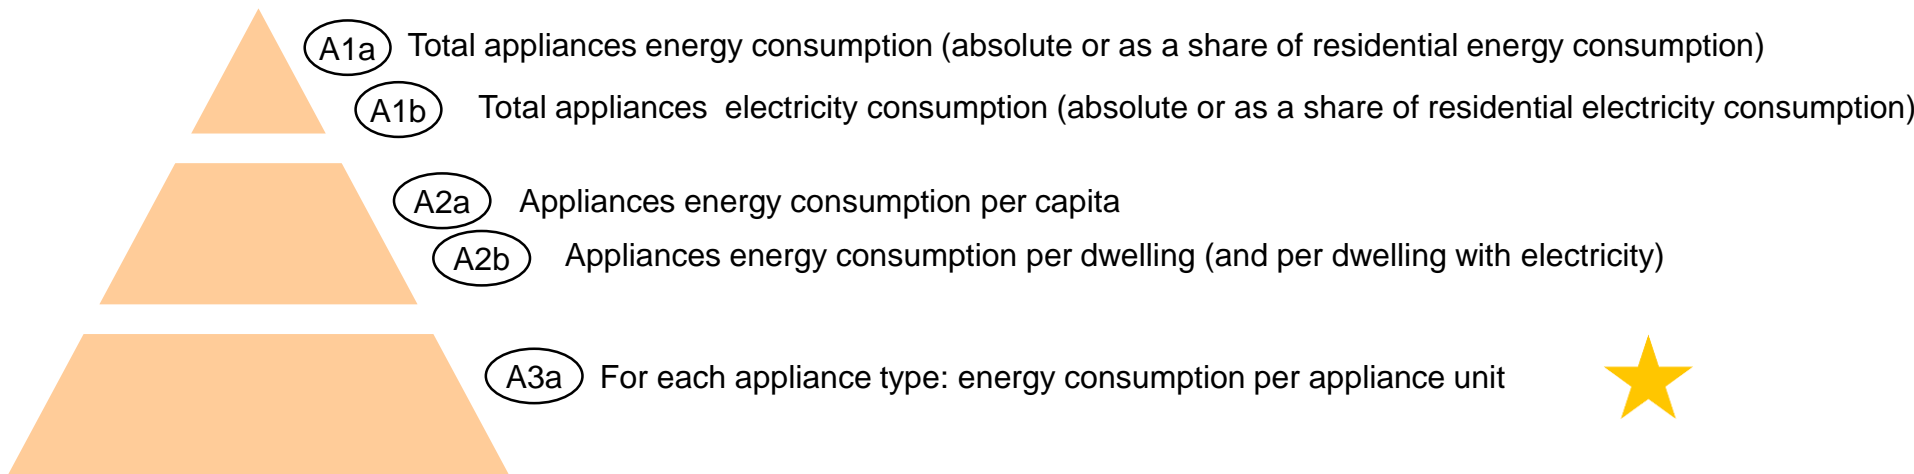 A1a Total appliances energy consumption (absolute or as a share of residential energy consumption)
A1b Total appliances electricity consumption (absolute or as a share of residential electricity consumption)
A2a Appliances energy consumption per capita
A2b Appliances energy consumption per dwelling (and per dwelling with electricity)
A3a For each appliance type: energy consumption per appliance unit